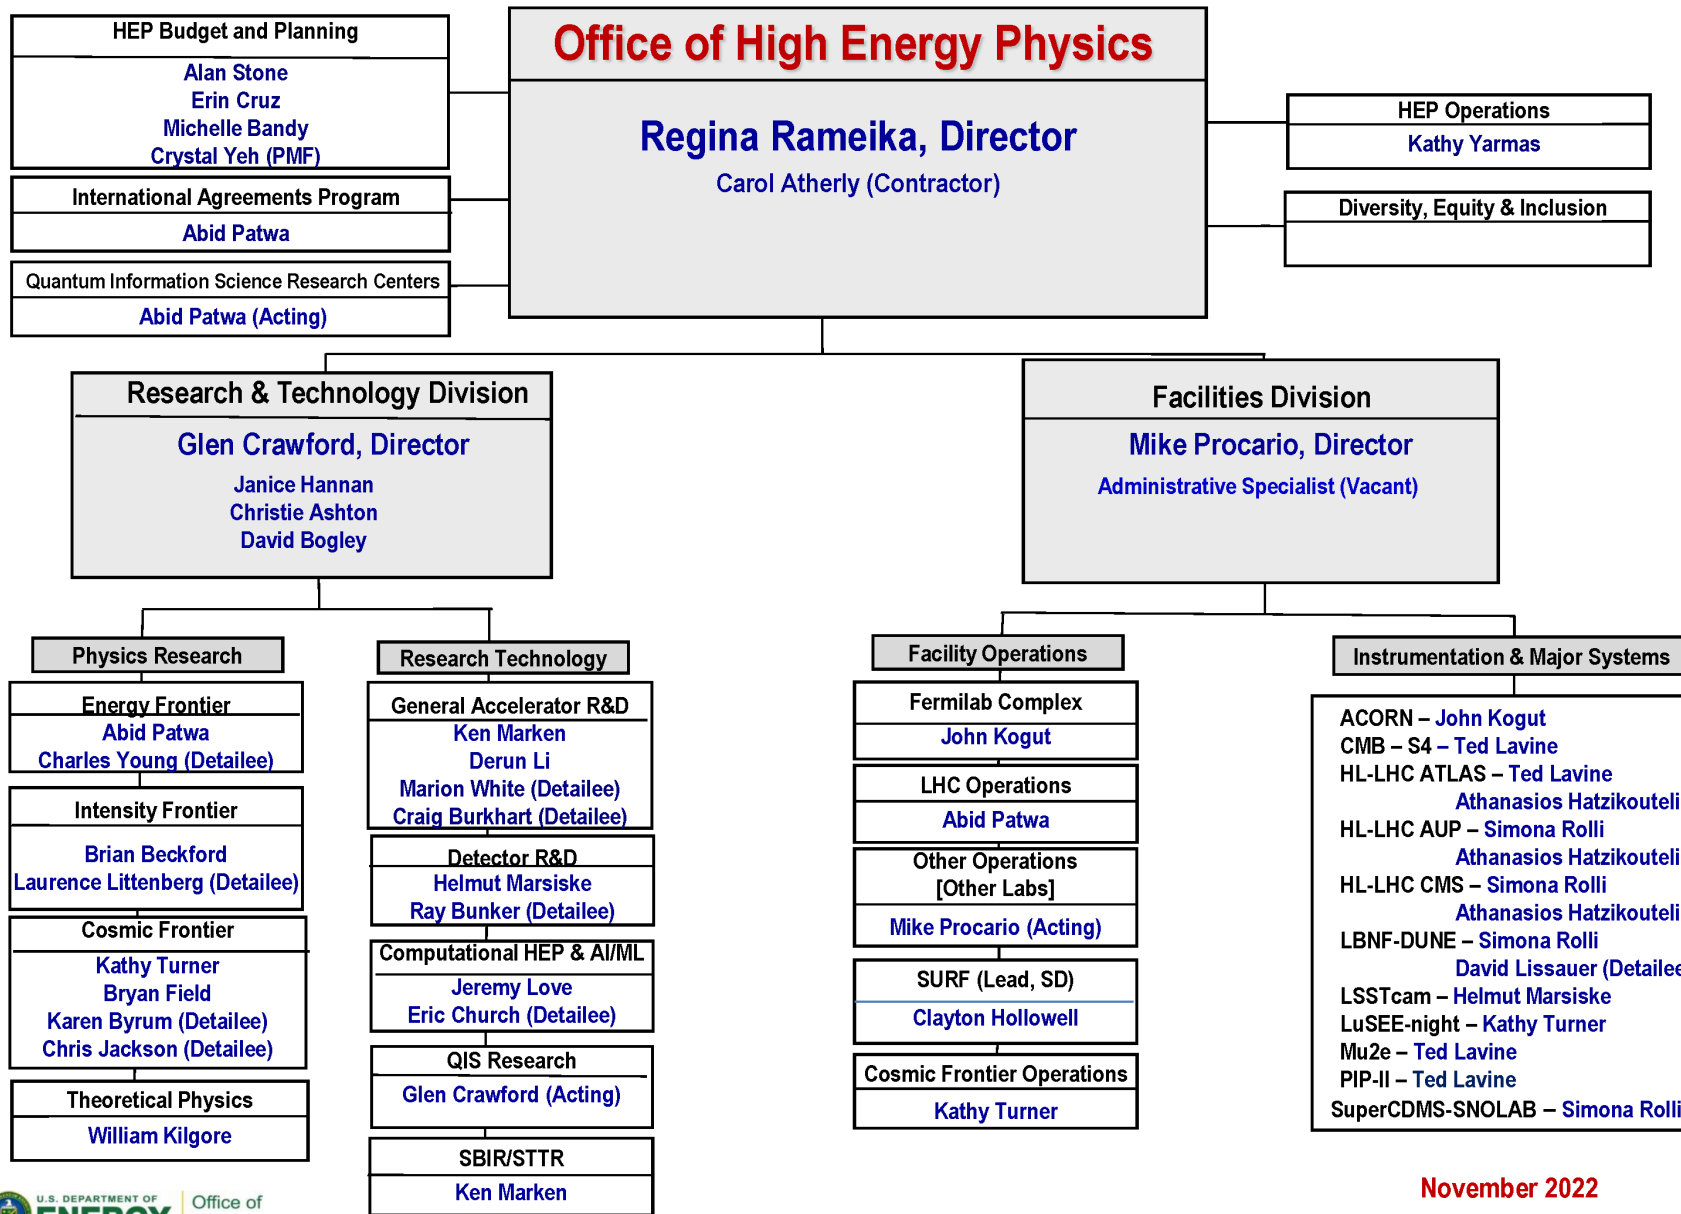 Office of High Energy Physics
Regina Rameika, Director
Carol Atherly (Contractor)
HEP Budget and Planning
Alan Stone
Erin Cruz
Michelle Bandy
Crystal Yeh (PMF)
International Agreements Program
Abid Patwa
Quantum Information Science Research Centers
Abid Patwa (Acting)
HEP Operations
Kathy Yarmas
Diversity, Equity & Inclusion
Research & Technology Division
Glen Crawford, Director
Janice Hannan
Christie Ashton
David Bogley
Facilities Division
Mike Procario, Director
Administrative Specialist (Vacant)
Physics Research
Energy Frontier
Abid Patwa
Charles Young (Detailee)
Intensity Frontier
Brian Beckford
Laurence Littenberg (Detailee)
Cosmic Frontier
Kathy Turner
Bryan Field
Karen Byrum (Detailee)
Chris Jackson (Detailee)
Theoretical Physics
William Kilgore
Research Technology
General Accelerator R&D
Ken Marken
Derun Li
Marion White (Detailee)
Craig Burkhart (Detailee)
Detector R&D
Helmut Marsiske
Ray Bunker (Detailee)
Computational HEP & AI/ML
Jeremy Love
Eric Church (Detailee)
QIS Research
Glen Crawford (Acting)
SBIR/STTR
Ken Marken
Facility Operations
Fermilab Complex
John Kogut
LHC Operations
Abid Patwa
Other Operations
[Other Labs]
Mike Procario (Acting)
SURF (Lead, SD)
Clayton Hollowell
Cosmic Frontier Operations
Kathy Turner
Instrumentation & Major Systems
ACORN – John Kogut
CMB – S4 – Ted Lavine
HL-LHC ATLAS – Ted Lavine
Athanasios Hatzikouteli
HL-LHC AUP – Simona Rolli
Athanasios Hatzikouteli
HL-LHC CMS – Simona Rolli
Athanasios Hatzikouteli
LBNF-DUNE – Simona Rolli
David Lissauer (Detailee
LSSTcam – Helmut Marsiske
LuSEE-night – Kathy Turner
Mu2e – Ted Lavine
PIP-II – Ted Lavine
SuperCDMS-SNOLAB – Simona Rolli
U.S. DEPARTMENT OF
ENERGY
Office of
November 2022